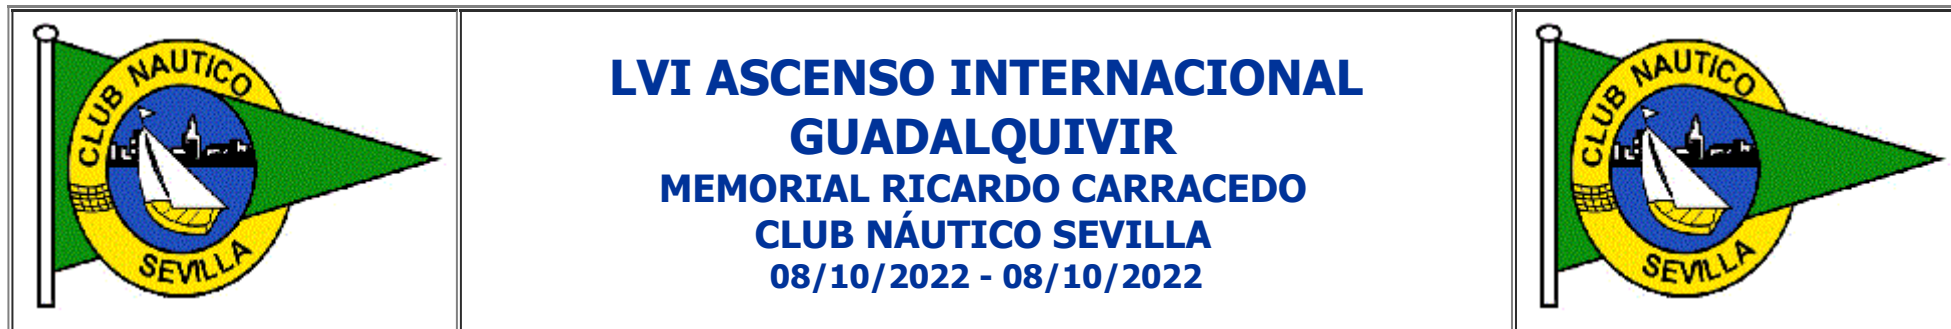 CLUB NAUTICO
SEVILLA
LVI ASCENSO INTERNACIONAL
GUADALQUIVIR
MEMORIAL RICARDO CARRACEDO
CLUB NÁUTICO SEVILLA
08/10/2022 - 08/10/2022
CLUB NAUTICO
SEVILLA